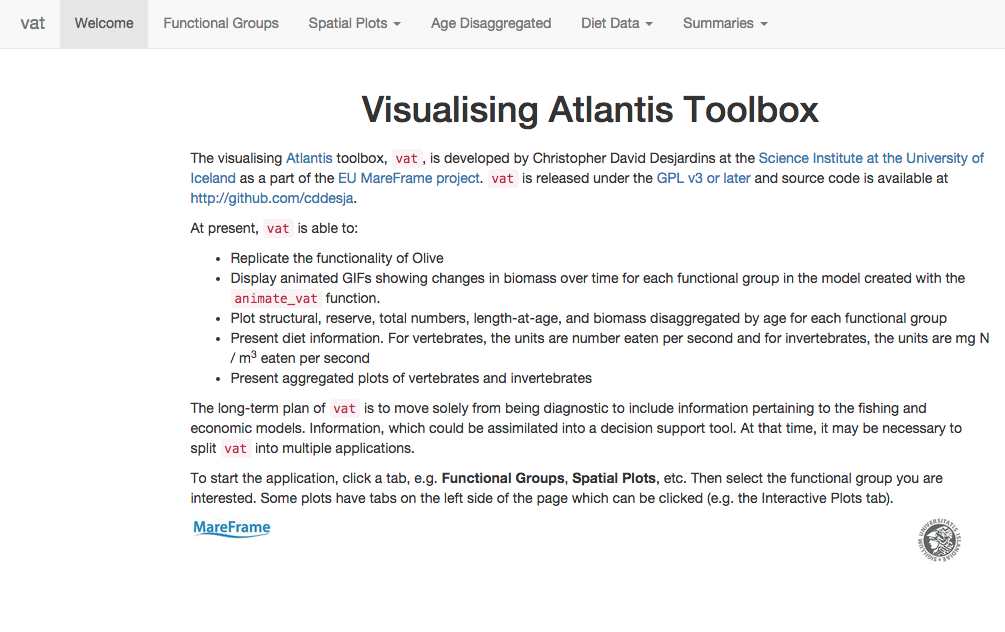 vat Welcome Functional Groups Spatial Plots Age Disaggregated Diet Data Summaries
Visualising Atlantis Toolbox
The visualising Atlantis toolbox, vat, is developed by Christopher David Desjardins at the Science Institute at the University of
Iceland as a part of the EU MareFrame project. vat is released under the GPL v3 or later and source code is available at
http://github.com/cddesja.
At present, vat is able to:
• Replicate the functionality of Olive
• Display animated GIFs showing changes in biomass over time for each functional group in the model created with the
animate_vat function.
• Plot structural, reserve, total numbers, length-at-age, and biomass disaggregated by age for each functional group
• Present diet information. For vertebrates, the units are number eaten per second and for invertebrates, the units are mg N
/ m³ eaten per second
• Present aggregated plots of vertebrates and invertebrates
The long-term plan of vat is to move solely from being diagnostic to include information pertaining to the fishing and
economic models. Information, which could be assimilated into a decision support tool. At that time, it may be necessary to
split vat into multiple applications.
To start the application, click a tab, e.g. Functional Groups, Spatial Plots, etc. Then select the functional group you are
interested. Some plots have tabs on the left side of the page which can be clicked (e.g. the Interactive Plots tab).
MareFrame
SIGILLUM UNIVERSITATIS ISLANDIAE